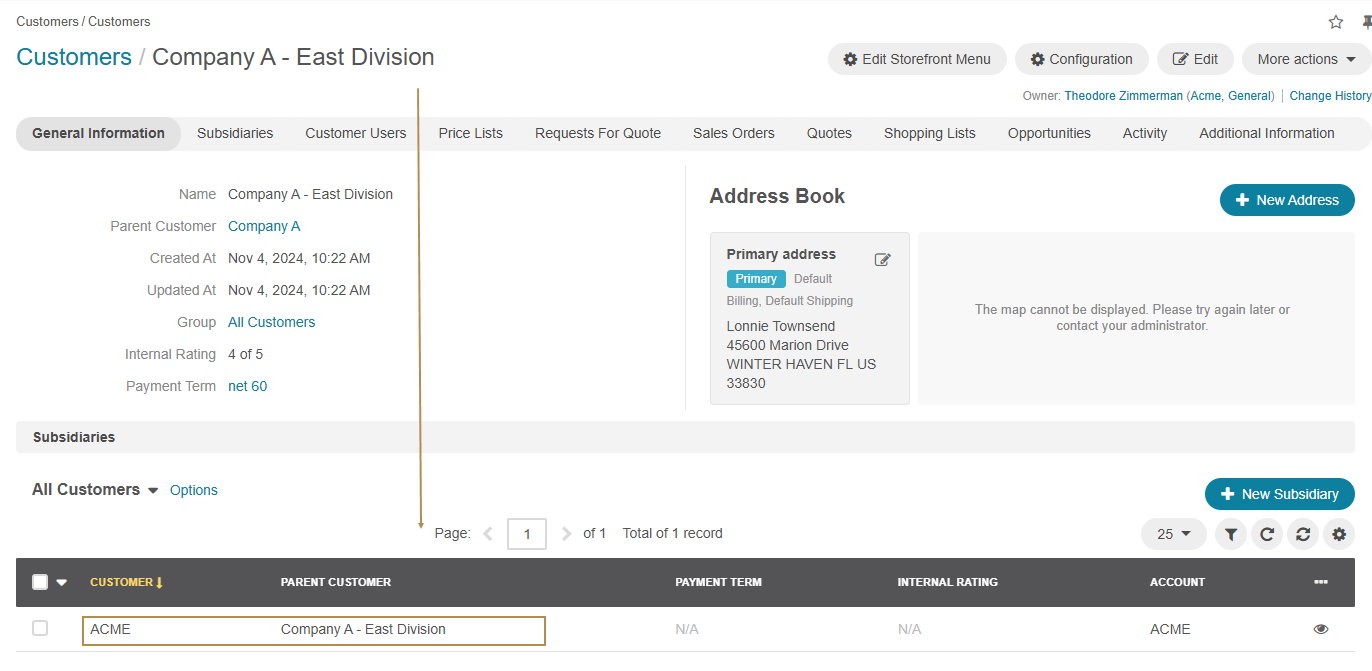 Customers / Customers
Customers / Company A - East Division
Edit Storefront Menu
Configuration
Edit
More actions
Owner: Theodore Zimmerman (Acme, General) | Change History
General Information
Subsidiaries
Customer Users
Price Lists
Requests For Quote
Sales Orders
Quotes
Shopping Lists
Opportunities
Activity
Additional Information
Name Company A - East Division
Parent Customer Company A
Created At Nov 4, 2024, 10:22 AM
Updated At Nov 4, 2024, 10:22 AM
Group All Customers
Internal Rating 4 of 5
Payment Term net 60
Address Book
New Address
Primary address
Primary Default
Billing, Default Shipping
Lonnie Townsend
45600 Marion Drive
WINTER HAVEN FL US
33830
The map cannot be displayed. Please try again later or
contact your administrator.
Subsidiaries
All Customers Options
New Subsidiary
Page: 1 of 1 Total of 1 record
25
CUSTOMER PARENT CUSTOMER PAYMENT TERM INTERNAL RATING ACCOUNT
ACME Company A - East Division N/A N/A ACME